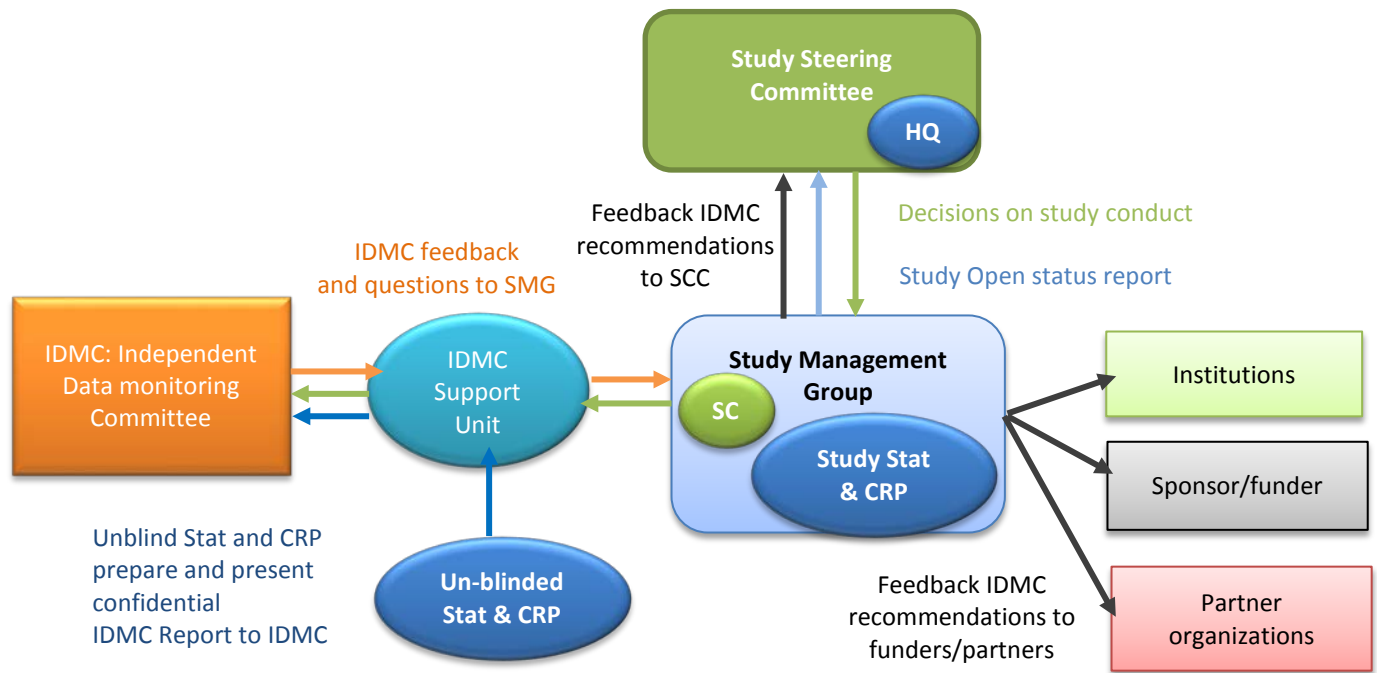 Study Steering
Committee
HQ
Feedback IDMC
recommendations
to SCC
Decisions on study conduct
Study Open status report
IDMC feedback
and questions to SMG
IDMC: Independent
Data monitoring
Committee
IDMC
Support
Unit
Study Management
Group
SC
Study Stat
& CRP
Institutions
Sponsor/funder
Partner
organizations
Unblind Stat and CRP
prepare and present
confidential
IDMC Report to IDMC
Un-blinded
Stat & CRP
Feedback IDMC
recommendations to
funders/partners